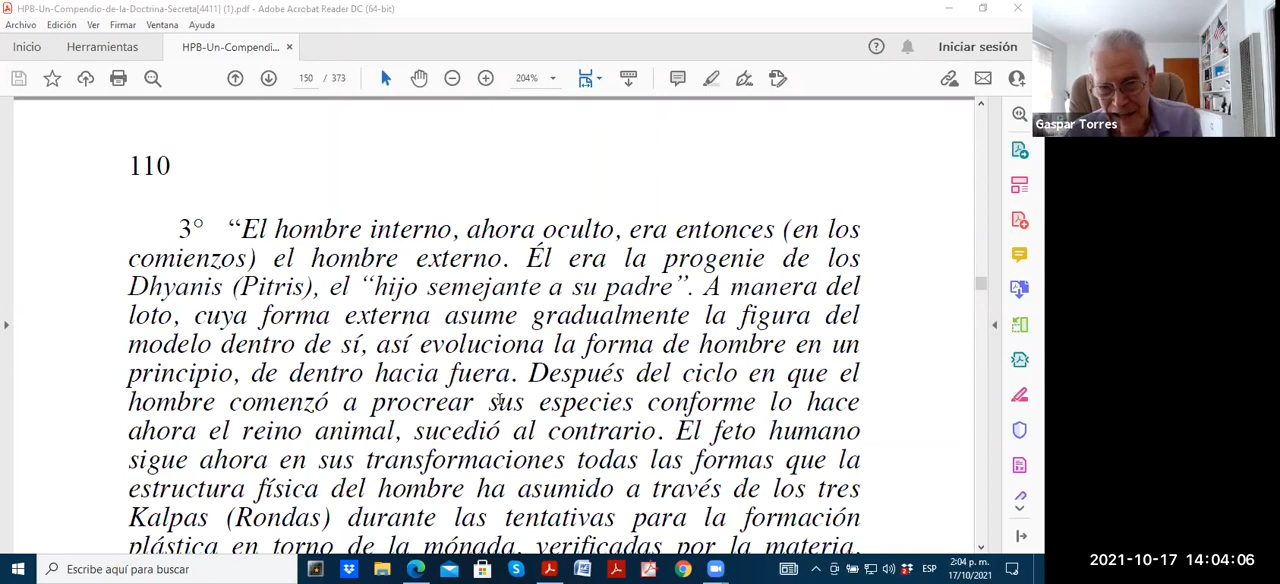 HPB-Un-Compendio-de-la-Doctrina-Secreta[4411] (1).pdf - Adobe Acrobat Reader DC (64-bit)
Archivo Edición Ver Firmar Ventana Ayuda
Inicio Herramientas HPB-Un-Compendi... × Iniciar sesión
150 / 373 204%
Gaspar Torres
110
3° “El hombre interno, ahora oculto, era entonces (en los
comienzos) el hombre externo. Él era la progenie de los
Dhyanis (Pitris), el “hijo semejante a su padre”. A manera del
loto, cuya forma externa asume gradualmente la figura del
modelo dentro de sí, así evoluciona la forma de hombre en un
principio, de dentro hacia fuera. Después del ciclo en que el
hombre comenzó a procrear sus especies conforme lo hace
ahora el reino animal, sucedió al contrario. El feto humano
sigue ahora en sus transformaciones todas las formas que la
estructura física del hombre ha asumido a través de los tres
Kalpas (Rondas) durante las tentativas para la formación
plástica en torno de la mónada, verificadas por la materia,
Escribe aquí para buscar
ESP
2:04 p. m.
17/10/2021
2021-10-17 14:04:06